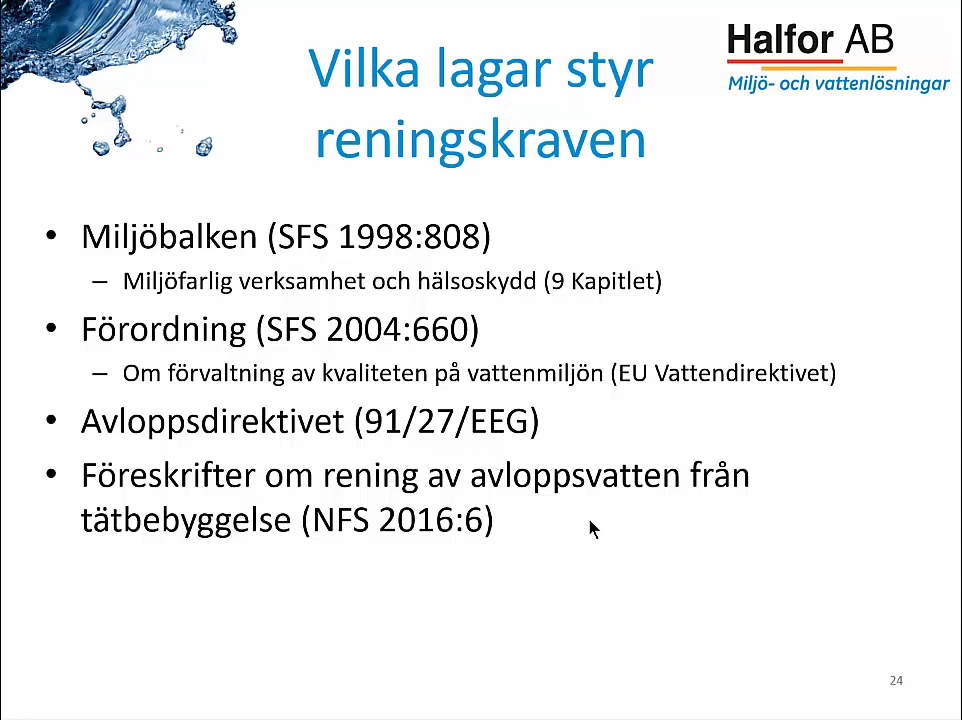 Halfor AB
Miljö- och vattenlösningar
Vilka lagar styr
reningskraven
• Miljöbalken (SFS 1998:808)
– Miljöfarlig verksamhet och hälsoskydd (9 Kapitlet)
• Förordning (SFS 2004:660)
– Om förvaltning av kvaliteten på vattenmiljön (EU Vattendirektivet)
• Avloppsdirektivet (91/27/EEG)
• Föreskrifter om rening av avloppsvatten från
tätbebyggelse (NFS 2016:6)
24